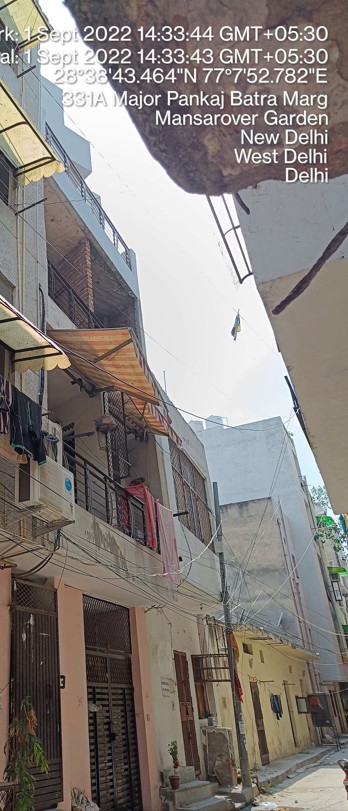 rk: 1 Sept 2022 14:33:44 GMT+05:30
al: 1 Sept 2022 14:33:43 GMT+05:30
28°38'43.464"N 77°7'52.782"E
331A Major Pankaj Batra Marg
Mansarover Garden
New Delhi
West Delhi
Delhi